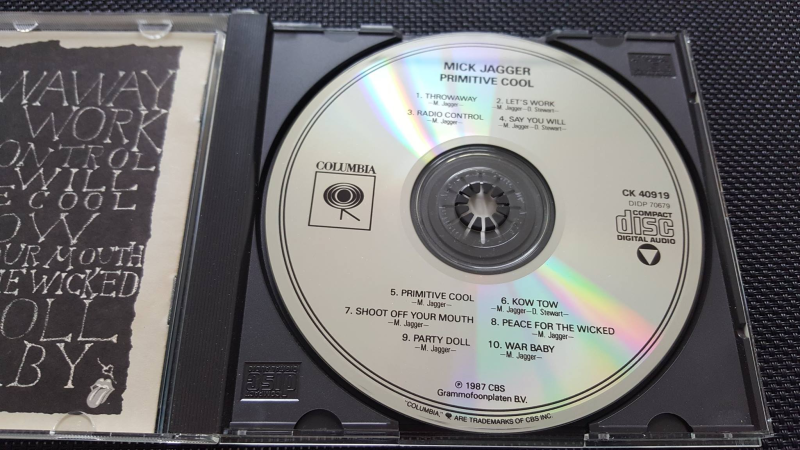 WAWAY
WORK
ONTROL
WILL
E COOL
OW
OUR MOUTH
HE WICKED
OLL
ABY
MICK JAGGER
PRIMITIVE COOL
1. THROWAWAY
—M. Jagger—
2. LET'S WORK
—M. Jagger—D. Stewart—
3. RADIO CONTROL
—M. Jagger—
4. SAY YOU WILL
—M. Jagger—D. Stewart—
COLUMBIA
CK 40919
DIDP 70679
COMPACT
disc
DIGITAL AUDIO
5. PRIMITIVE COOL
—M. Jagger—
6. KOW TOW
—M. Jagger—D. Stewart—
7. SHOOT OFF YOUR MOUTH
—M. Jagger—
8. PEACE FOR THE WICKED
—M. Jagger—
9. PARTY DOLL
—M. Jagger—
10. WAR BABY
—M. Jagger—
℗ 1987 CBS
Grammofoonplaten B.V.
"COLUMBIA," ARE TRADEMARKS OF CBS INC.